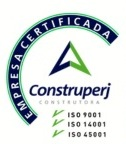 EMPRESA CERTIFICADA
Construperj
CONSTRUTORA
ISO 9001
ISO 14001
ISO 45001